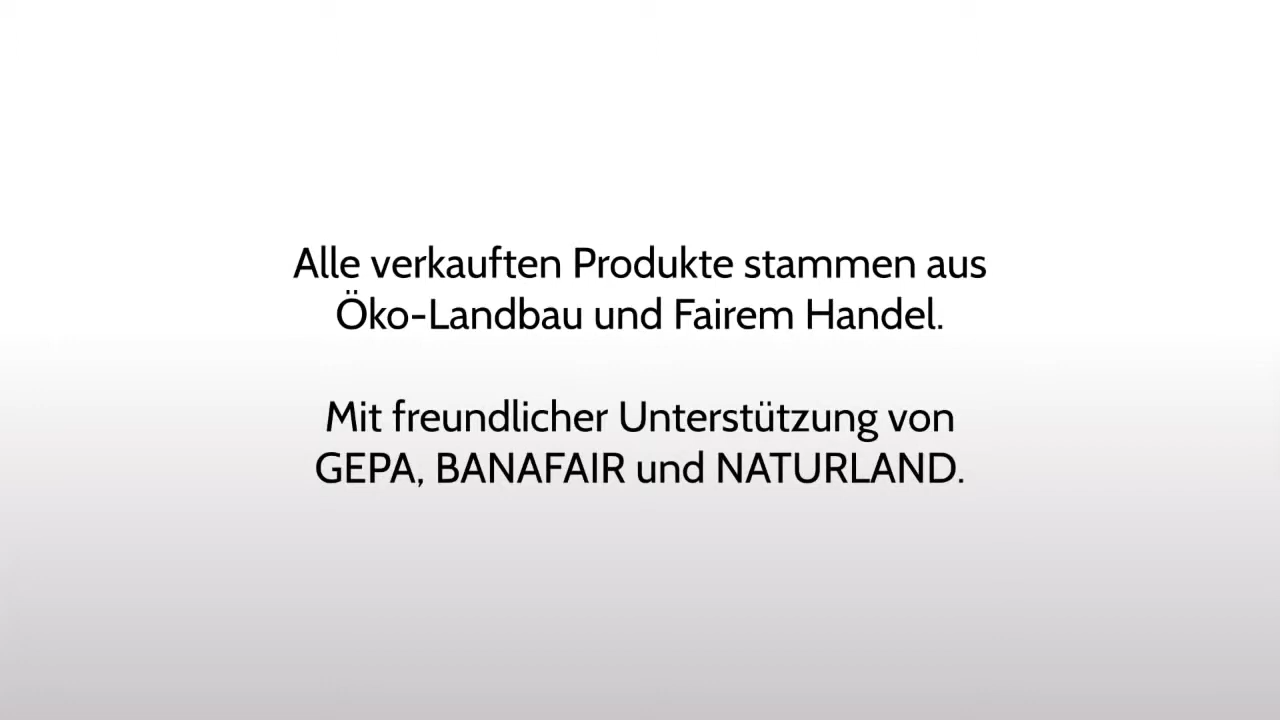 Alle verkauften Produkte stammen aus
Öko-Landbau und Fairem Handel.
Mit freundlicher Unterstützung von
GEPA, BANAFAIR und NATURLAND.